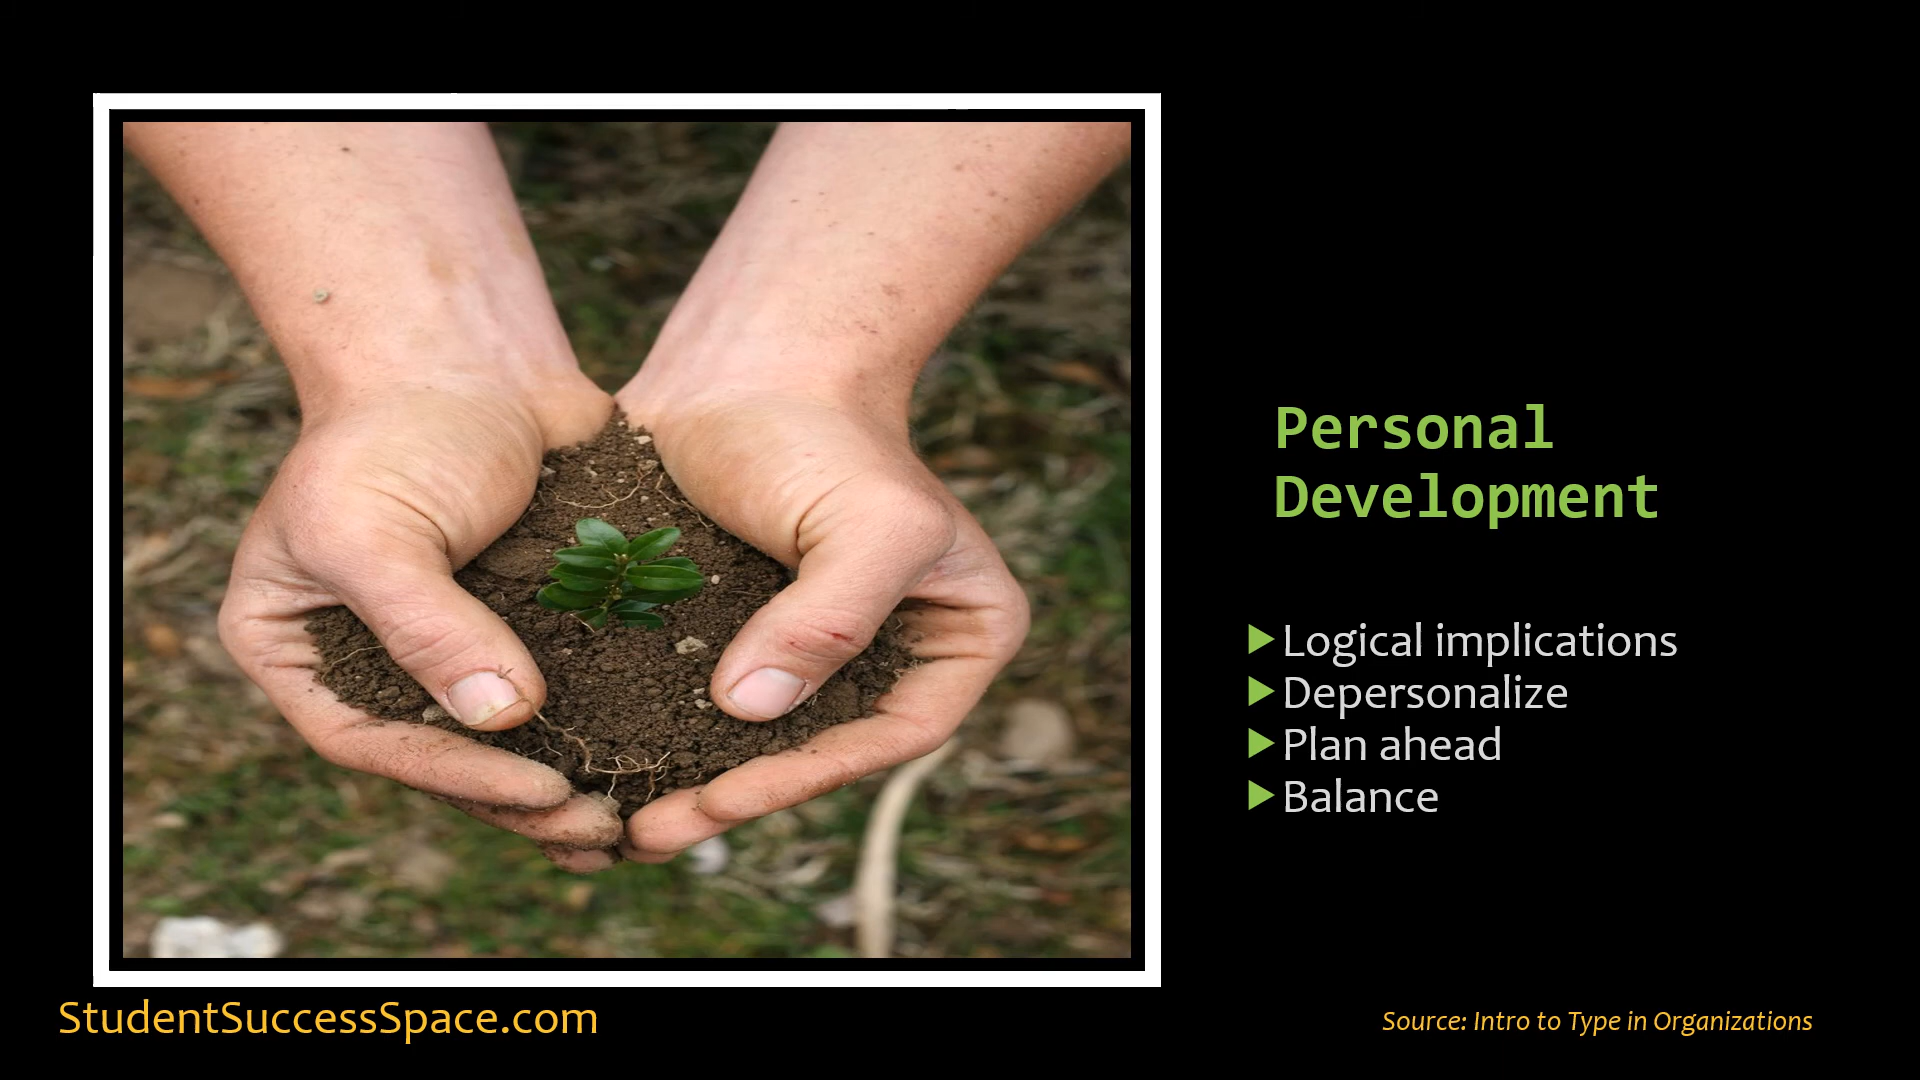 Personal
Development
Logical implications
Depersonalize
Plan ahead
Balance
StudentSuccessSpace.com
Source: Intro to Type in Organizations